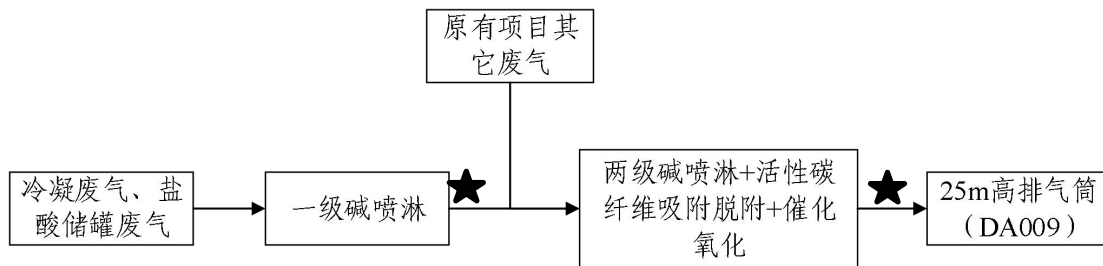 原有项目其
它废气
冷凝废气、盐
酸储罐废气
一级碱喷淋
两级碱喷淋+活性碳
纤维吸附脱附+催化
氧化
25m高排气筒
（DA009）